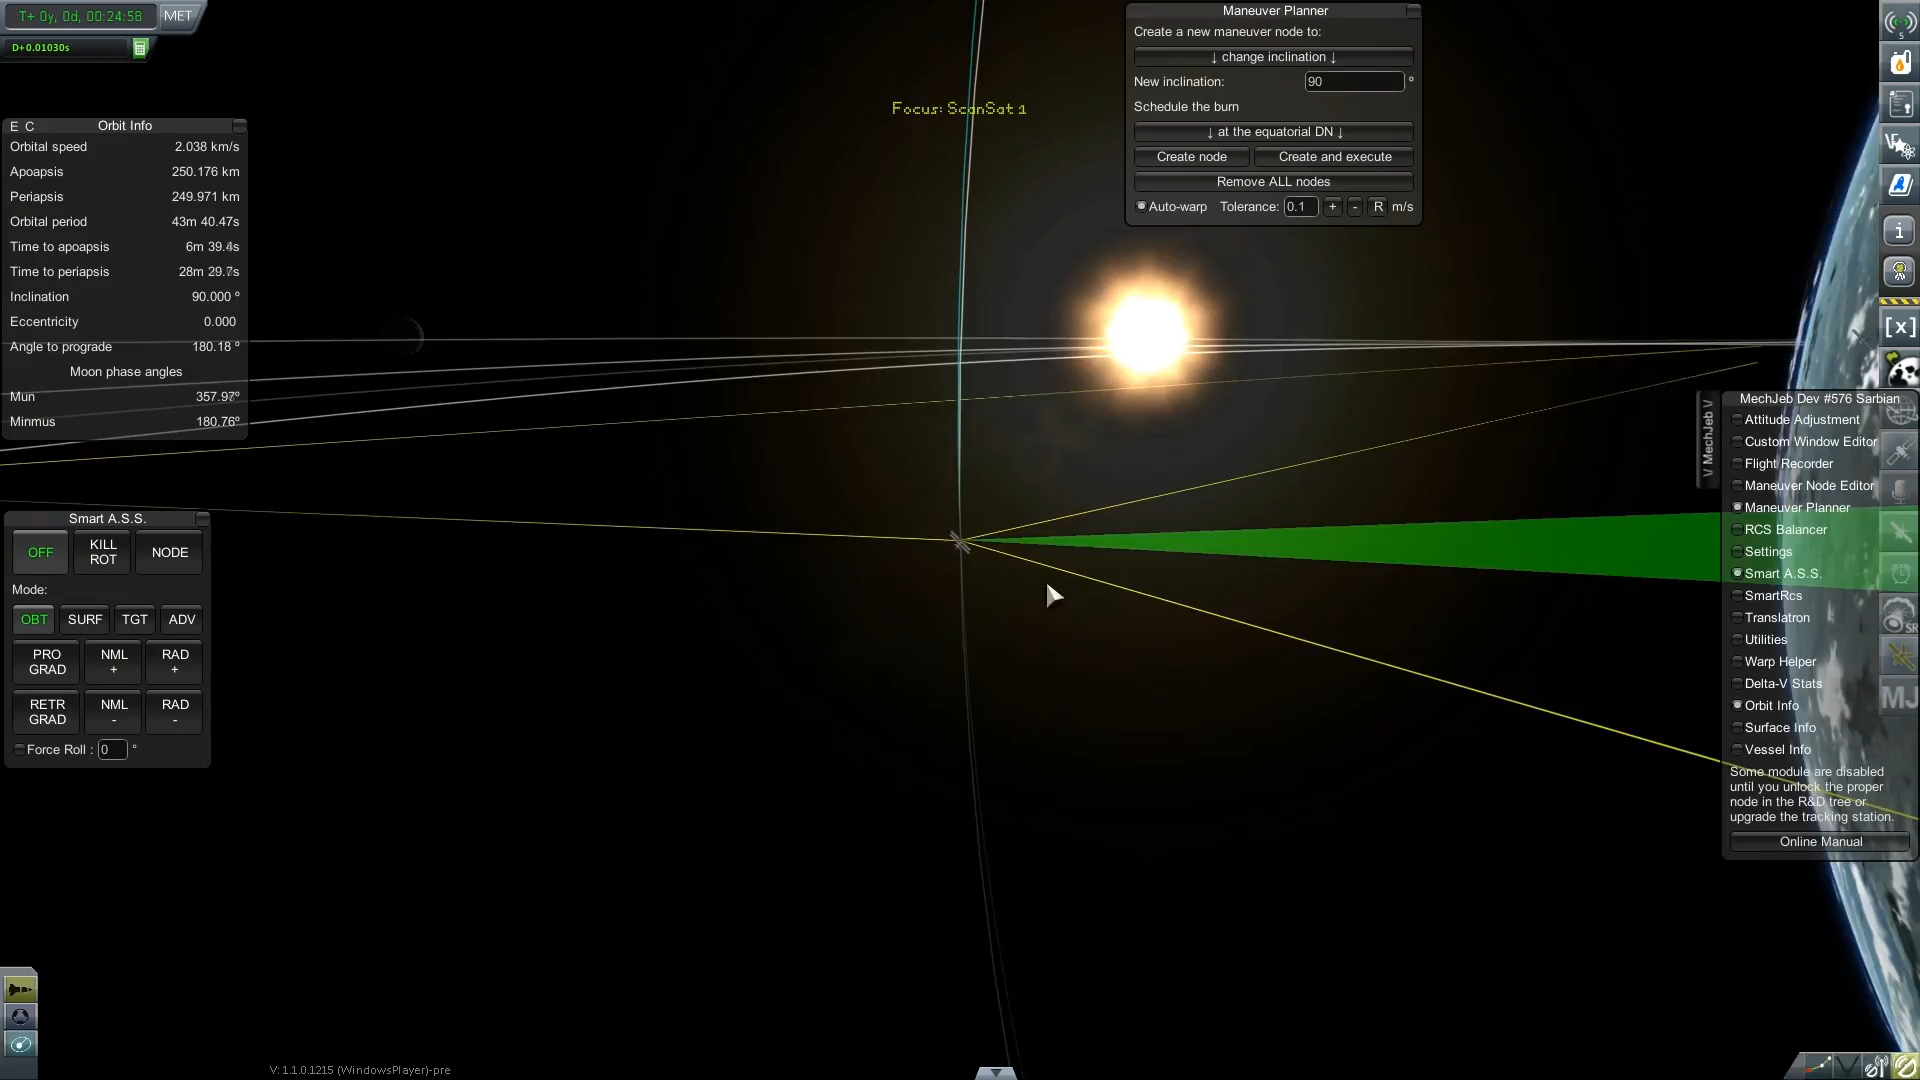 T+ 0y, 0d, 00:24:58 MET
D+0.01030s
Maneuver Planner
Create a new maneuver node to:
↓ change inclination ↓
New inclination: 90 °
Schedule the burn
↓ at the equatorial DN ↓
Create node Create and execute
Remove ALL nodes
Auto-warp Tolerance: 0.1 + - R m/s
Focus: ScanSat 1
E C Orbit Info
Orbital speed 2.038 km/s
Apoapsis 250.176 km
Periapsis 249.971 km
Orbital period 43m 40.47s
Time to apoapsis 6m 39.4s
Time to periapsis 28m 29.7s
Inclination 90.000 °
Eccentricity 0.000
Angle to prograde 180.18 °
Moon phase angles
Mun 357.97°
Minmus 180.76°
Smart A.S.S.
OFF KILL ROT NODE
Mode:
OBT SURF TGT ADV
PRO GRAD NML + RAD +
RETR GRAD NML - RAD -
Force Roll : 0 °
5
i
[x]
V MechJeb V
MechJeb Dev #576 Sarbian
Attitude Adjustment
Custom Window Editor
Flight Recorder
Maneuver Node Editor
Maneuver Planner
RCS Balancer
Settings
Smart A.S.S.
SmartRcs
Translatron
Utilities
Warp Helper
Delta-V Stats
Orbit Info
Surface Info
Vessel Info
Some module are disabled
until you unlock the proper
node in the R&D tree or
upgrade the tracking station.
Online Manual
SR
MJ
V: 1.1.0.1215 (WindowsPlayer)-pre